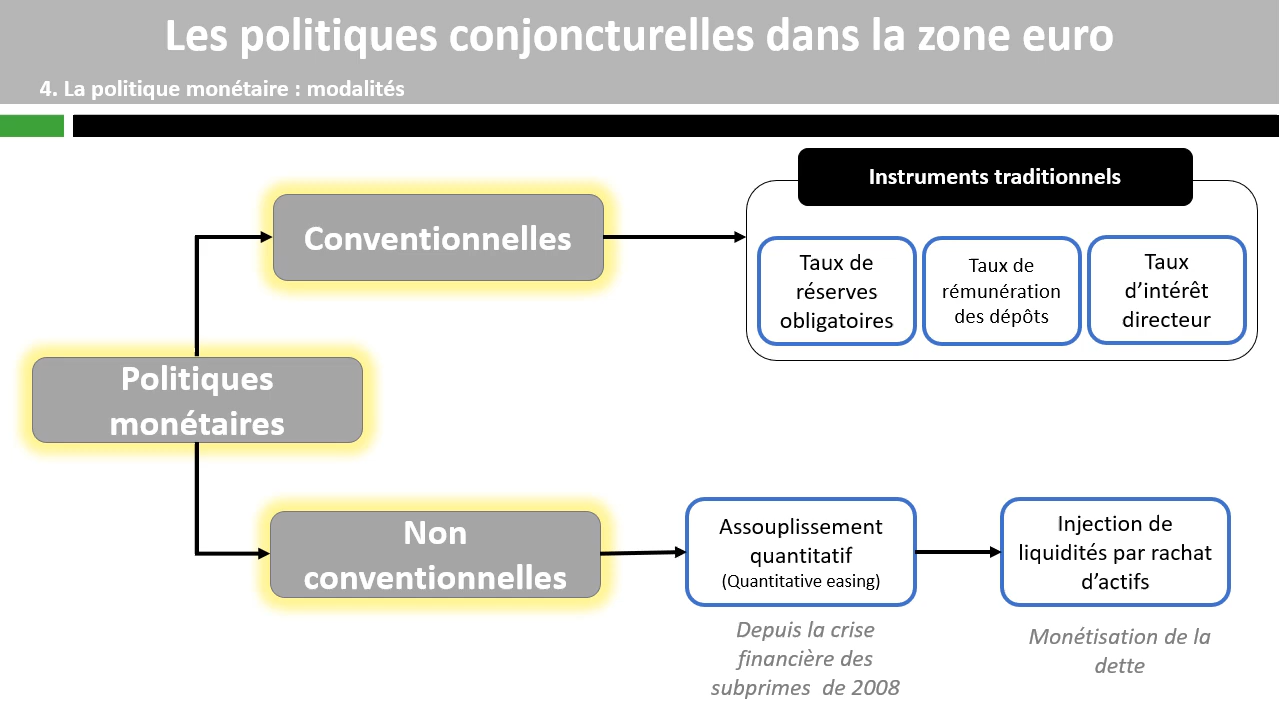 Les politiques conjoncturelles dans la zone euro
4. La politique monétaire : modalités
Instruments traditionnels
Conventionnelles
Taux de
réserves
obligatoires
Taux de
rémunération
des dépôts
Taux
d’intérêt
directeur
Politiques
monétaires
Non
conventionnelles
Assouplissement
quantitatif
(Quantitative easing)
Injection de
liquidités par rachat
d’actifs
Depuis la crise
financière des
subprimes de 2008
Monétisation de la
dette